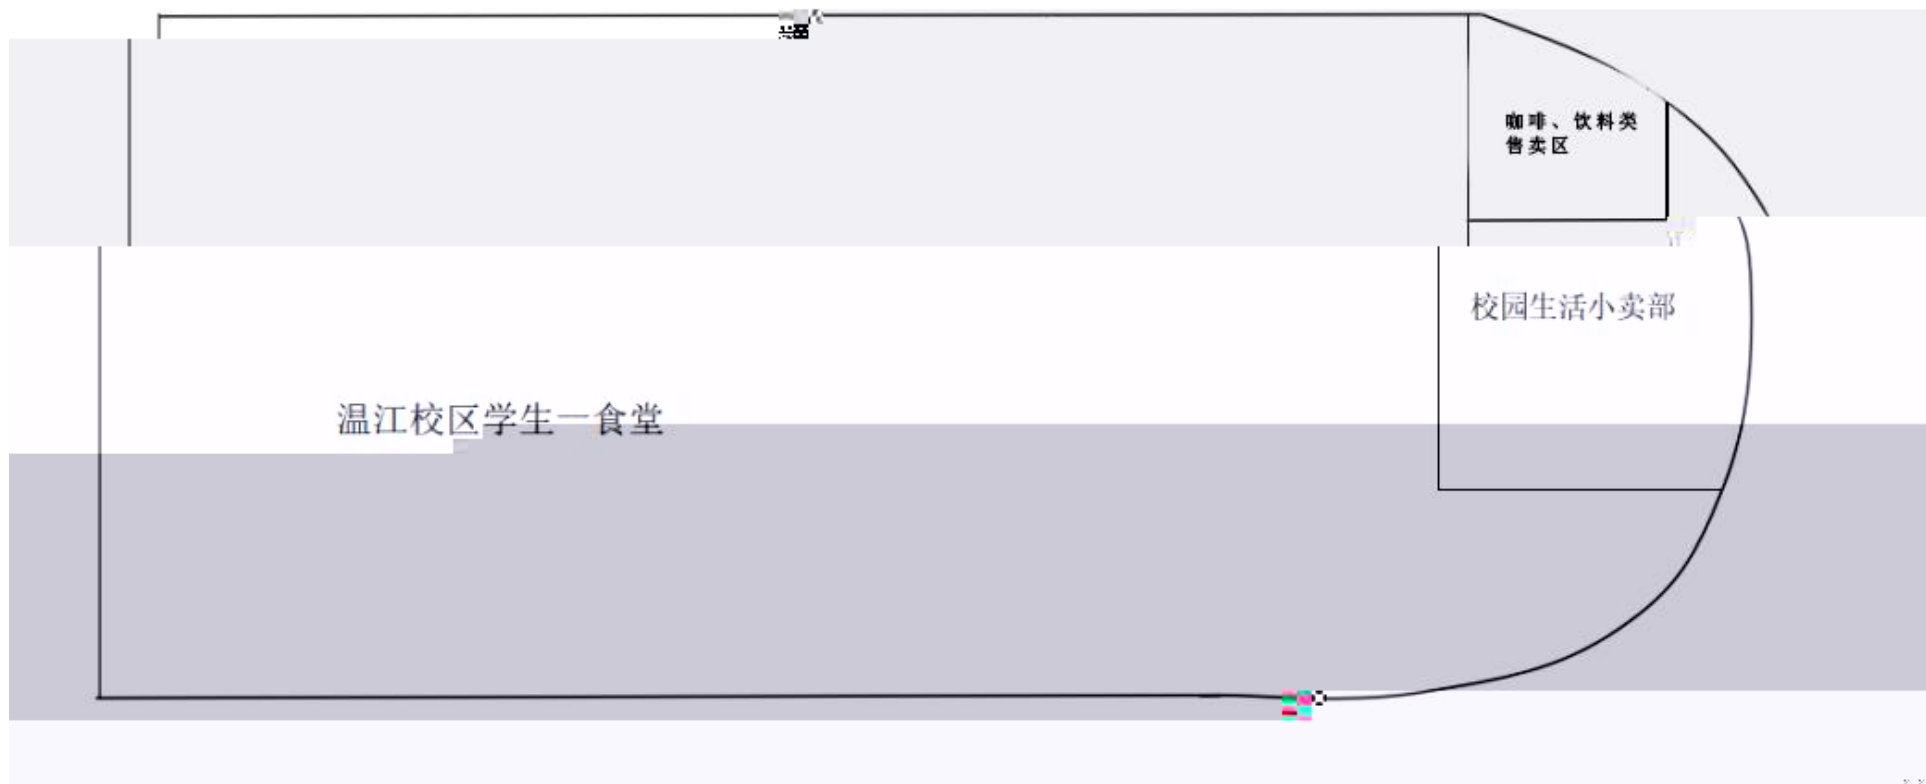 咖啡、饮料类
售卖区
校园生活小卖部
温江校区学生一食堂